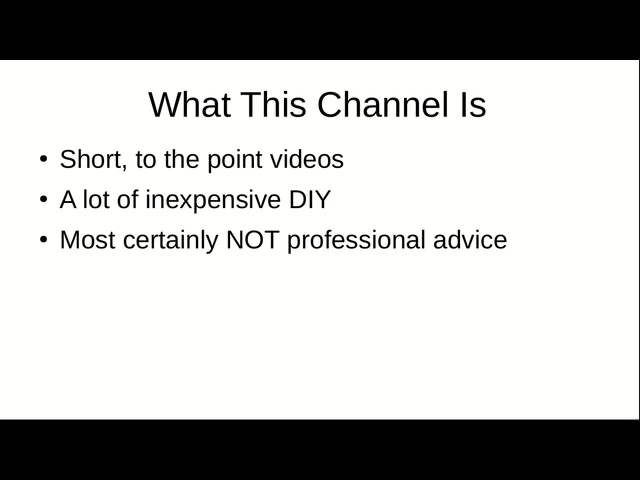 What This Channel Is
• Short, to the point videos
• A lot of inexpensive DIY
• Most certainly NOT professional advice